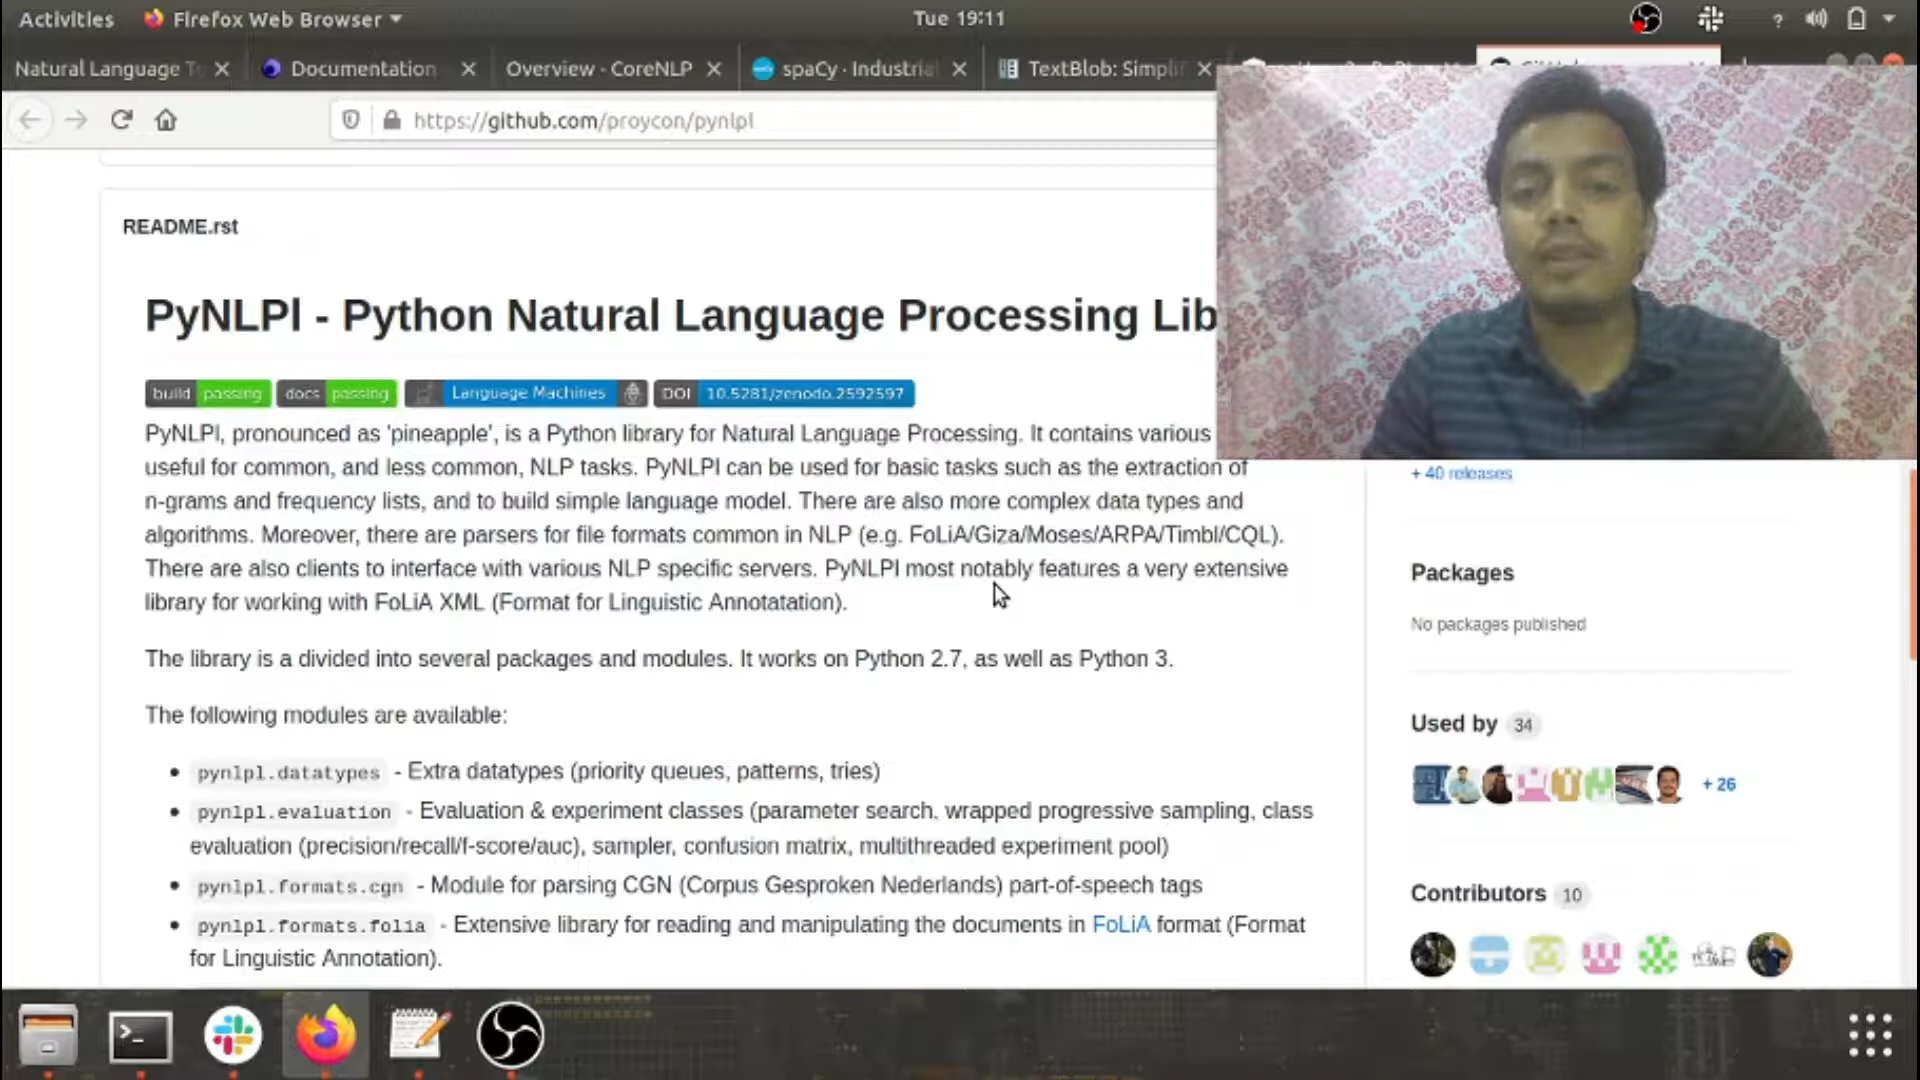 Activities
Firefox Web Browser
Tue 19:11
?
Natural Language T
Documentation
Overview - CoreNLP
spaCy · Industrial
TextBlob: Simplif
https://github.com/proycon/pynlpl
README.rst
PyNLPl - Python Natural Language Processing Lib
build passing
docs passing
Language Machines
DOI 10.5281/zenodo.2592597
PyNLPl, pronounced as 'pineapple', is a Python library for Natural Language Processing. It contains various
useful for common, and less common, NLP tasks. PyNLPl can be used for basic tasks such as the extraction of
n-grams and frequency lists, and to build simple language model. There are also more complex data types and
algorithms. Moreover, there are parsers for file formats common in NLP (e.g. FoLiA/Giza/Moses/ARPA/Timbl/CQL).
There are also clients to interface with various NLP specific servers. PyNLPl most notably features a very extensive
library for working with FoLiA XML (Format for Linguistic Annotatation).
The library is a divided into several packages and modules. It works on Python 2.7, as well as Python 3.
The following modules are available:
• pynlpl.datatypes - Extra datatypes (priority queues, patterns, tries)
• pynlpl.evaluation - Evaluation & experiment classes (parameter search, wrapped progressive sampling, class
evaluation (precision/recall/f-score/auc), sampler, confusion matrix, multithreaded experiment pool)
• pynlpl.formats.cgn - Module for parsing CGN (Corpus Gesproken Nederlands) part-of-speech tags
• pynlpl.formats.folia - Extensive library for reading and manipulating the documents in FoLiA format (Format
for Linguistic Annotation).
+ 40 releases
Packages
No packages published
Used by 34
+ 26
Contributors 10